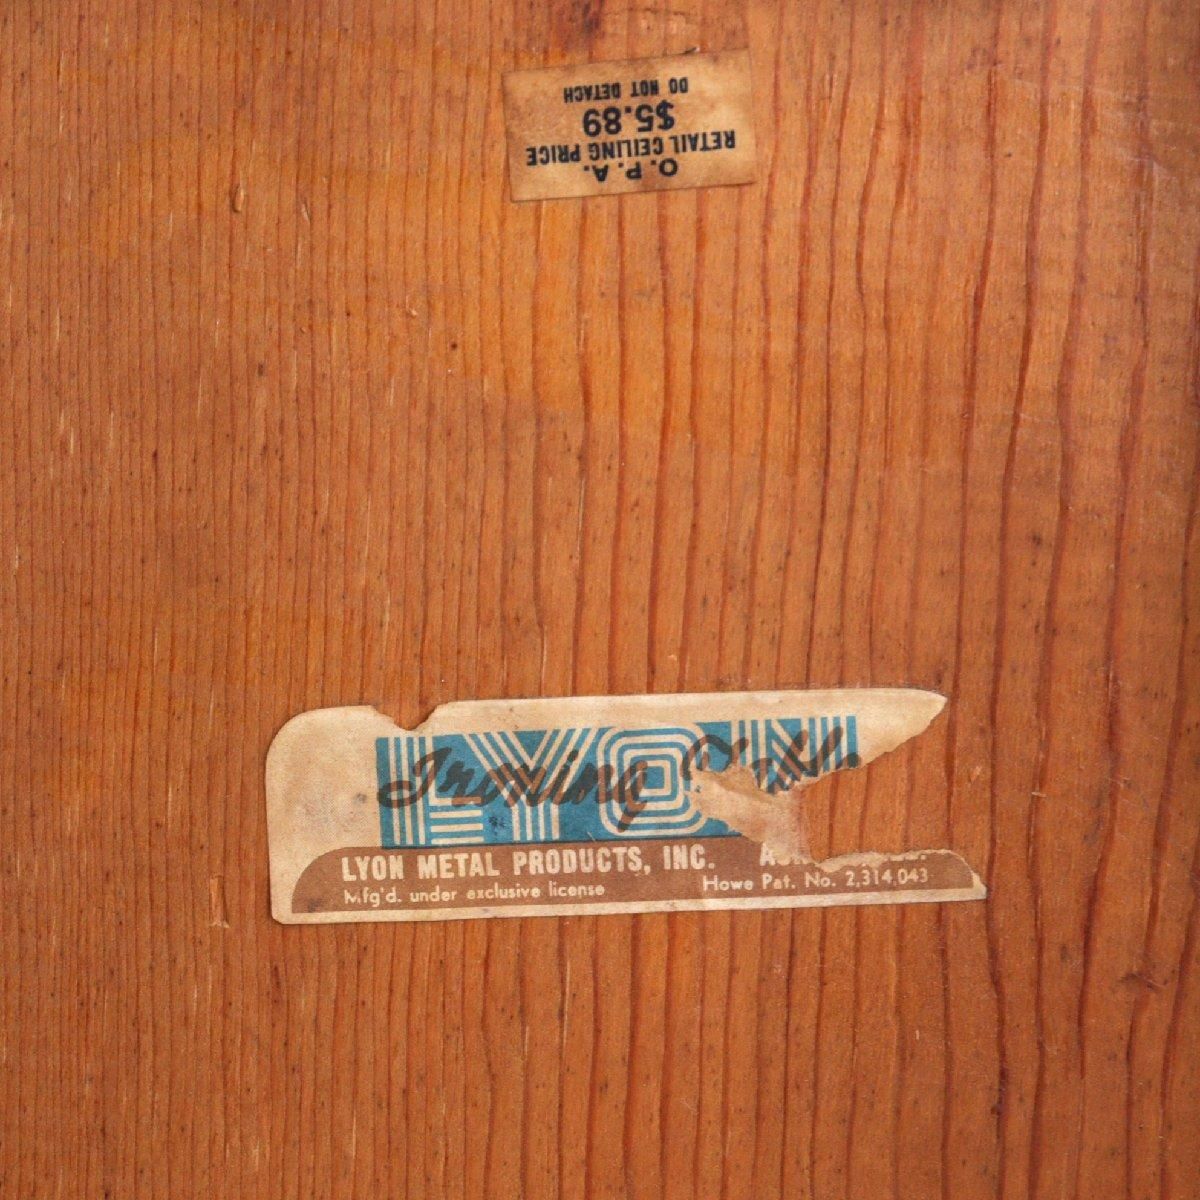 O. P. A.
RETAIL CEILING PRICE
$5.89
DO NOT DETACH
LYON
Ironing
LYON METAL PRODUCTS, INC.
Mfg'd. under exclusive license
Howe Pat. No. 2,314,043